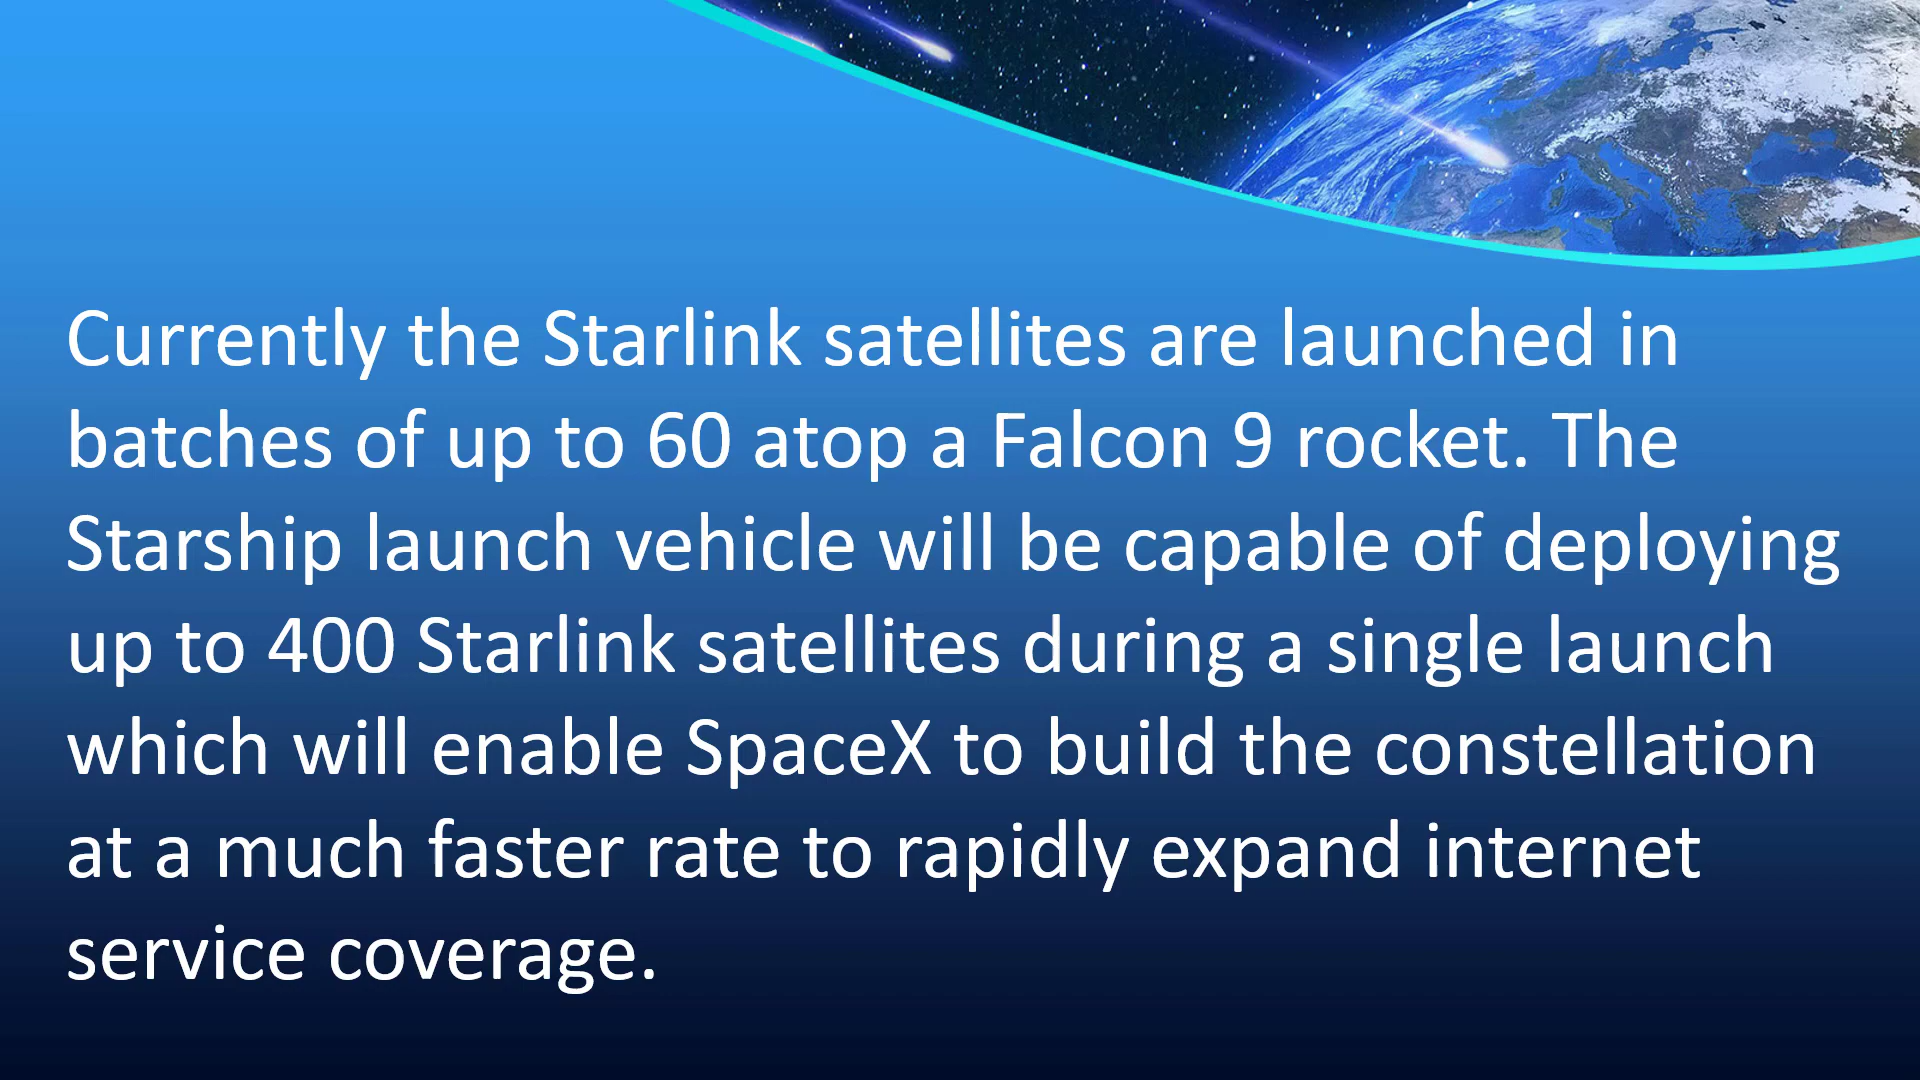 Currently the Starlink satellites are launched in
batches of up to 60 atop a Falcon 9 rocket. The
Starship launch vehicle will be capable of deploying
up to 400 Starlink satellites during a single launch
which will enable SpaceX to build the constellation
at a much faster rate to rapidly expand internet
service coverage.